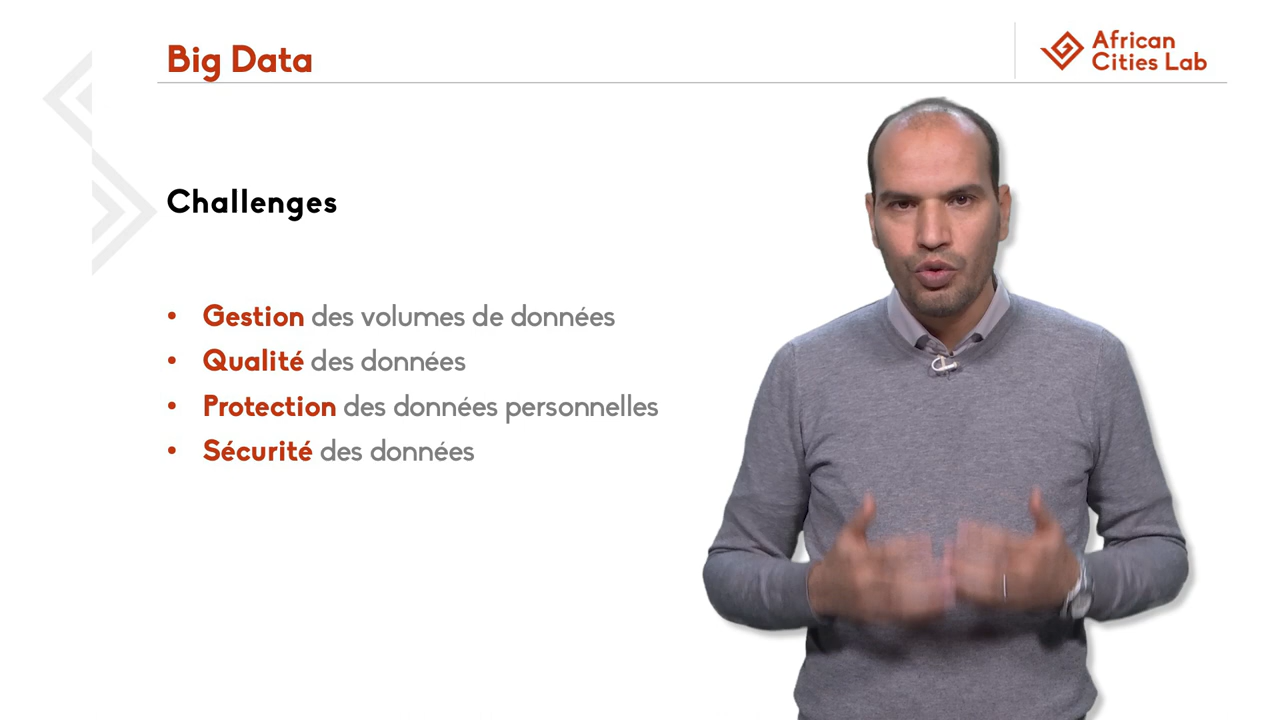 Big Data
African
Cities Lab
Challenges
• Gestion des volumes de données
• Qualité des données
• Protection des données personnelles
• Sécurité des données